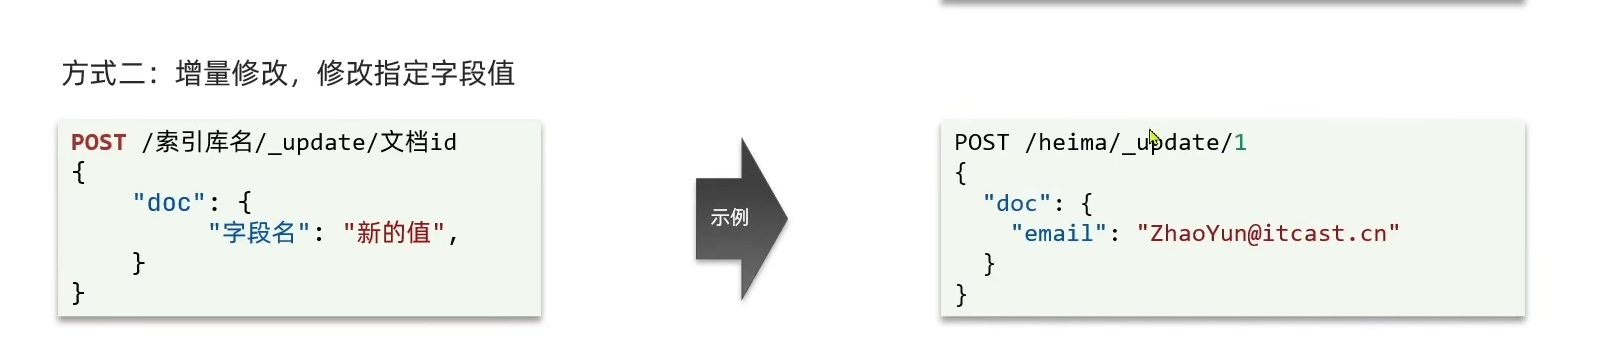 方式二：增量修改，修改指定字段值
POST /索引库名/_update/文档id
{
    "doc": {
         "字段名": "新的值",
    }
}
示例
POST /heima/_update/1
{
  "doc": {
    "email": "ZhaoYun@itcast.cn"
  }
}